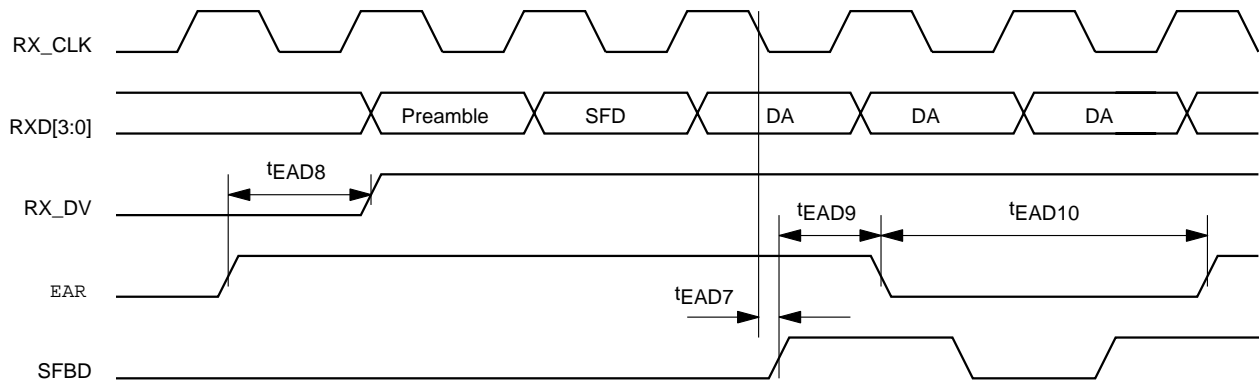 RX_CLK
RXD[3:0] Preamble SFD DA DA DA
tEAD8
RX_DV
tEAD9 tEAD10
EAR
tEAD7
SFBD